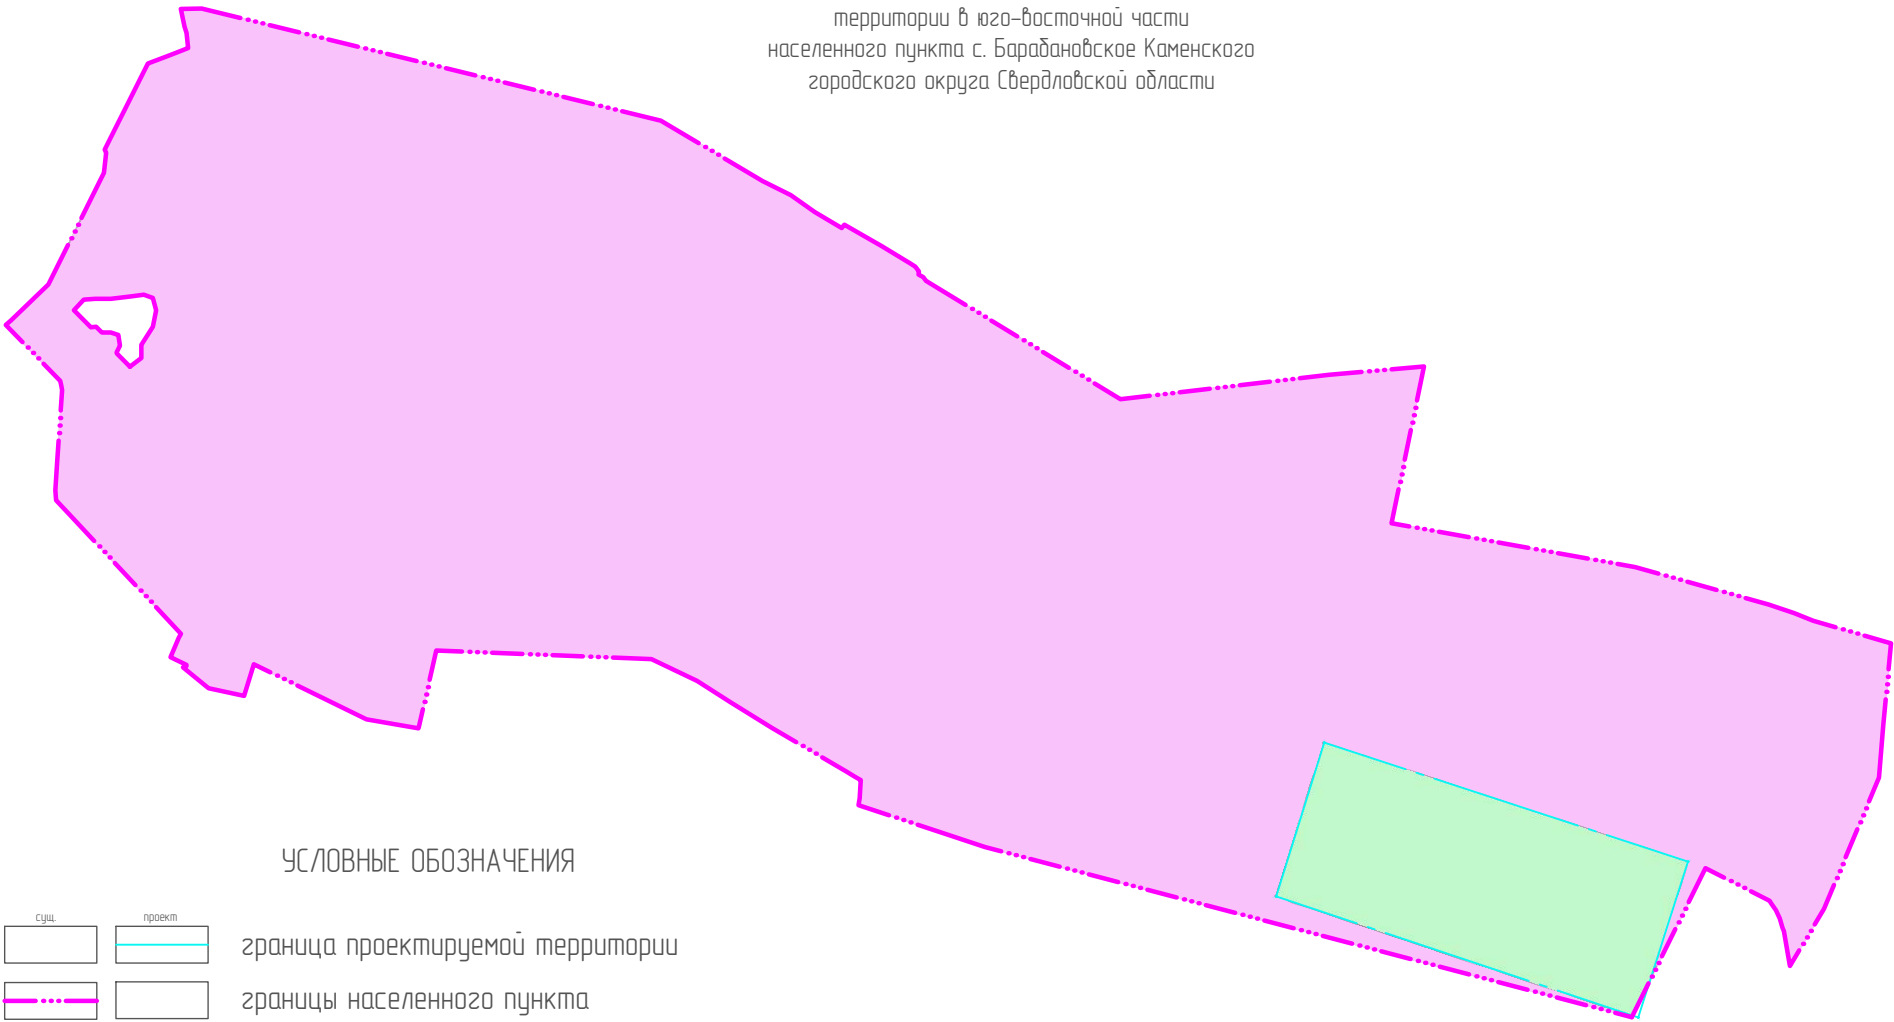 территории в юго-восточной части
населенного пункта с. Барабановское Каменского
городского округа Свердловской области
УСЛОВНЫЕ ОБОЗНАЧЕНИЯ
сущ. проект
граница проектируемой территории
границы населенного пункта